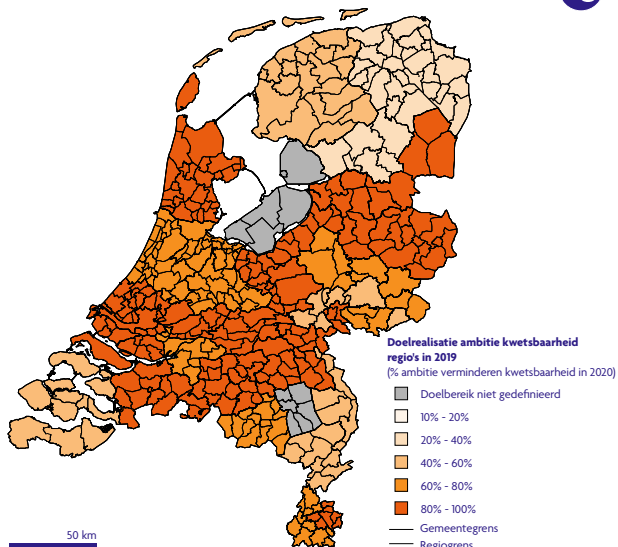 Doelrealisatie ambitie kwetsbaarheid
regio's in 2019
(% ambitie verminderen kwetsbaarheid in 2020)
Doelbereik niet gedefinieerd
10% - 20%
20% - 40%
40% - 60%
60% - 80%
80% - 100%
Gemeentegrens
Regiogrens
50 km